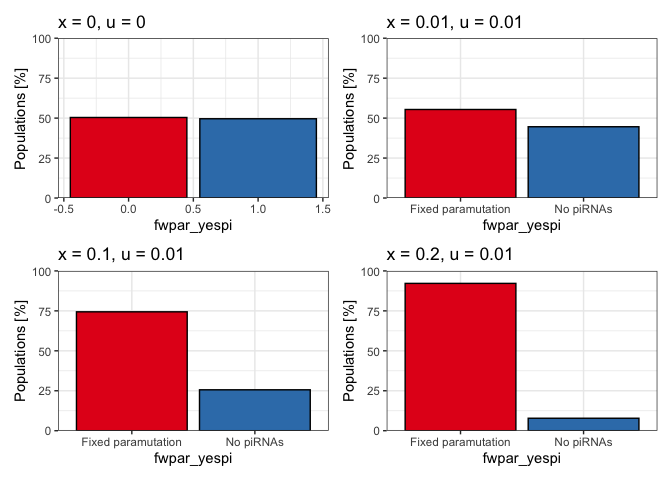 x = 0, u = 0
Populations [%]
100
75
50
25
0
-0.5 0.0 0.5 1.0 1.5
fwpar_yespi
x = 0.01, u = 0.01
Populations [%]
100
75
50
25
0
Fixed paramutation No piRNAs
fwpar_yespi
x = 0.1, u = 0.01
Populations [%]
100
75
50
25
0
Fixed paramutation No piRNAs
fwpar_yespi
x = 0.2, u = 0.01
Populations [%]
100
75
50
25
0
Fixed paramutation No piRNAs
fwpar_yespi